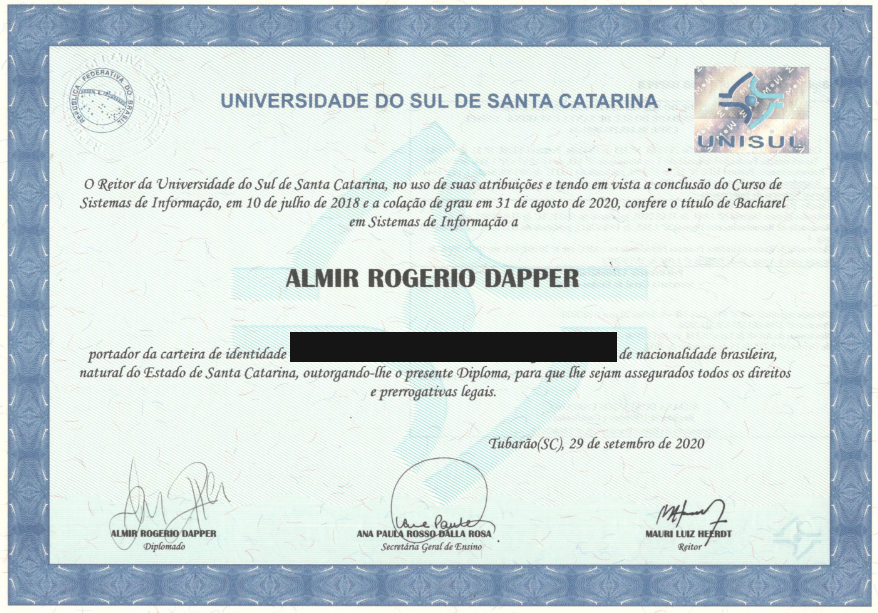 REPÚBLICA FEDERATIVA DO BRASIL
UNIVERSIDADE DO SUL DE SANTA CATARINA
UNISUL
O Reitor da Universidade do Sul de Santa Catarina, no uso de suas atribuições e tendo em vista a conclusão do Curso de
Sistemas de Informação, em 10 de julho de 2018 e a colação de grau em 31 de agosto de 2020, confere o título de Bacharel
em Sistemas de Informação a
ALMIR ROGERIO DAPPER
portador da carteira de identidade de nacionalidade brasileira,
natural do Estado de Santa Catarina, outorgando-lhe o presente Diploma, para que lhe sejam assegurados todos os direitos
e prerrogativas legais.
Tubarão(SC), 29 de setembro de 2020
ALMIR ROGERIO DAPPER
Diplomado
ANA PAULA ROSSO DALLA ROSA
Secretária Geral de Ensino
MAURI LUIZ HEERDT
Reitor